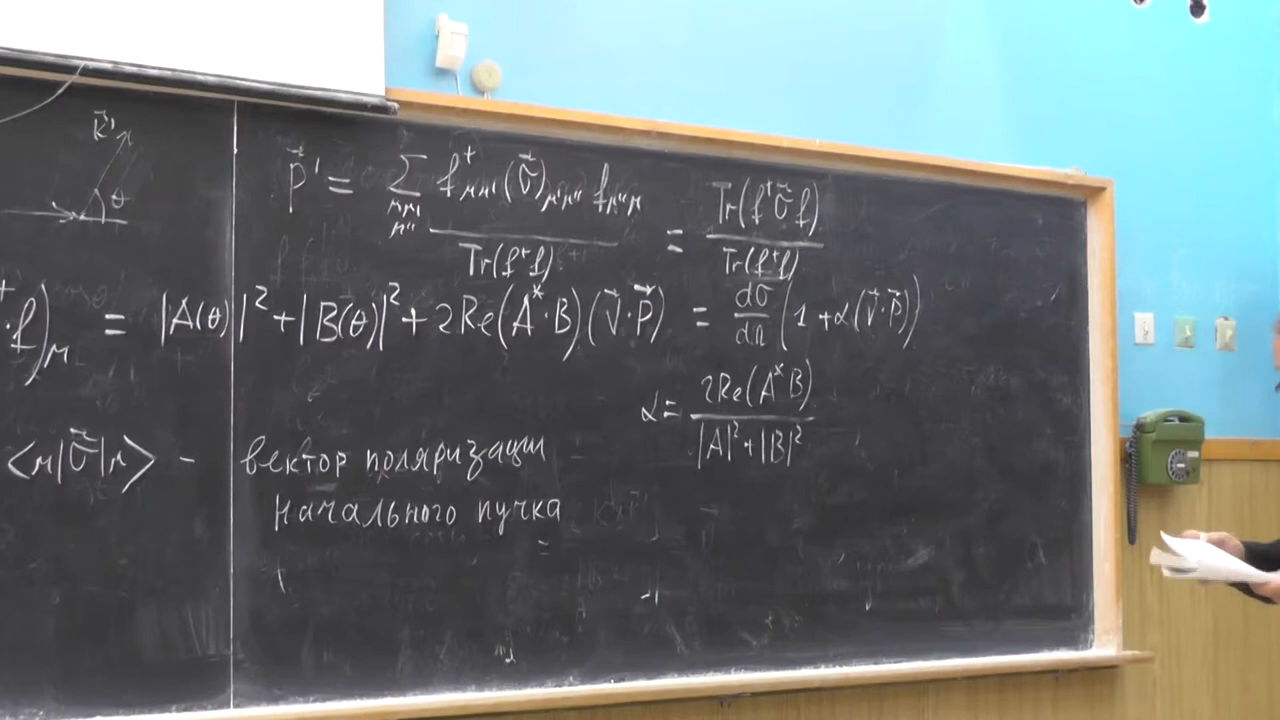 k⃗'
θ
P⃗' = Σ_{μμ'μ''} f⁺_{μμ'} (σ⃗)_{μ'μ''} f_{μ''μ} / Tr(f⁺f) = Tr(f⁺σ⃗f) / Tr(f⁺f)
⁺·f)_μ = |A(θ)|² + |B(θ)|² + 2Re(A*·B)(ν⃗·P⃗) = dσ/dΩ (1 + α(ν⃗·P⃗))
α = 2Re(A*B) / |A|² + |B|²
<μ|σ⃗|μ> - вектор поляризации
начального пучка